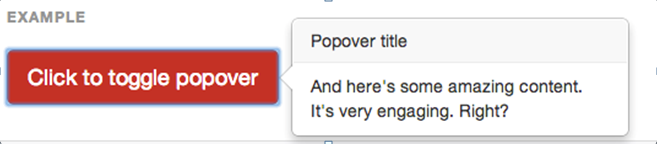 EXAMPLE
Click to toggle popover
Popover title
And here's some amazing content.
It's very engaging. Right?